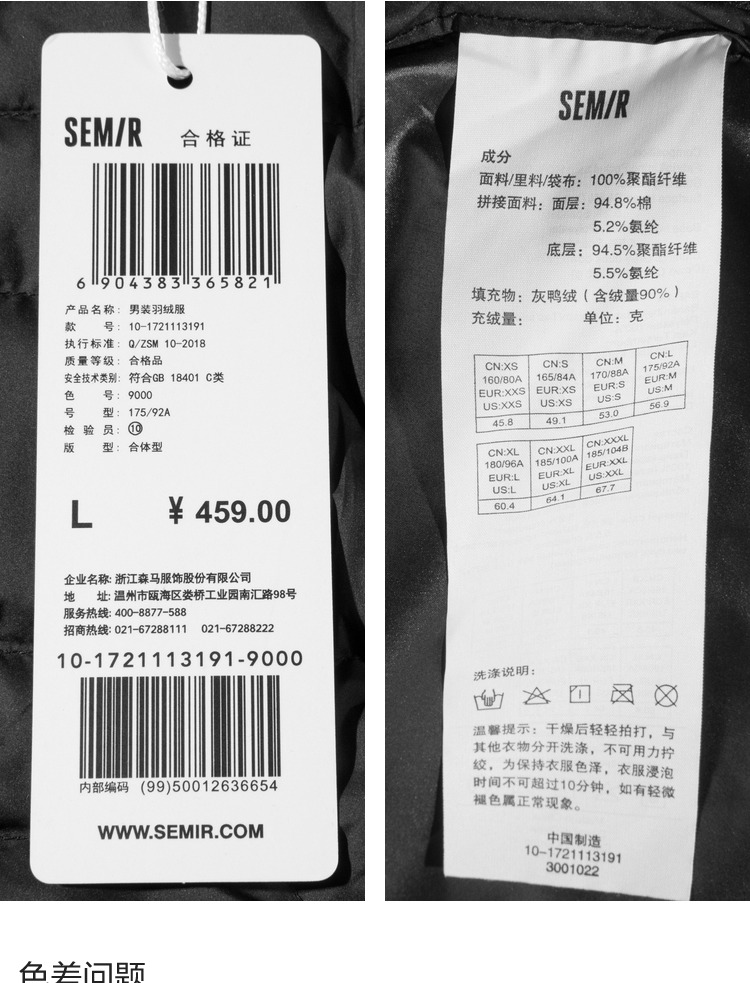 SEMIR 合格证
6 904383 365821
产品名称: 男装羽绒服
款 号: 10-1721113191
执行标准: Q/ZSM 10-2018
质量等级: 合格品
安全技术类别: 符合GB 18401 C类
色 号: 9000
号 型: 175/92A
检 验 员: ⑩
版 型: 合体型
L ¥ 459.00
企业名称: 浙江森马服饰股份有限公司
地 址: 温州市瓯海区娄桥工业园南汇路98号
服务热线: 400-8877-588
招商热线: 021-67288111 021-67288222
10-1721113191-9000
内部编码 (99)50012636654
WWW.SEMIR.COM
SEMIR
成分
面料/里料/袋布: 100%聚酯纤维
拼接面料: 面层: 94.8%棉
5.2%氨纶
底层: 94.5%聚酯纤维
5.5%氨纶
填充物: 灰鸭绒(含绒量90%)
充绒量: 单位: 克
CN:XS CN:S CN:M CN:L
160/80A 165/84A 170/88A 175/92A
EUR:XXS EUR:XS EUR:S EUR:M
US:XXS US:XS US:S US:M
45.8 49.1 53.0 56.9
CN:XL CN:XXL CN:XXXL
180/96A 185/100A 185/104B
EUR:L EUR:XL EUR:XXL
US:L US:XL US:XXL
60.4 64.1 67.7
洗涤说明:
温馨提示: 干燥后轻轻拍打, 与
其他衣物分开洗涤, 不可用力拧
绞, 为保持衣服色泽, 衣服浸泡
时间不可超过10分钟, 如有轻微
褪色属正常现象。
中国制造
10-1721113191
3001022
色差问题